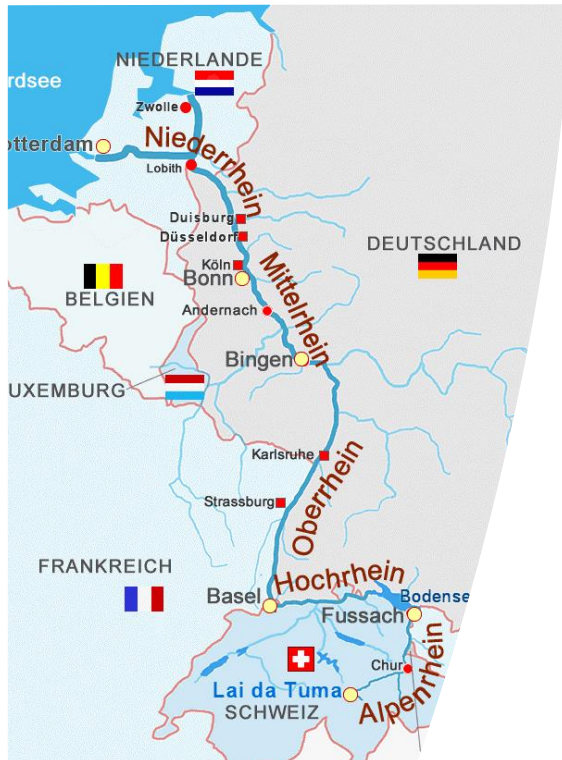 NIEDERLANDE
rdsee
Zwolle
otterdam
Niederrhein
Lobith
Duisburg
Düsseldorf
DEUTSCHLAND
Köln
Bonn
BELGIEN
Mittelrhein
Andernach
Bingen
UXEMBURG
Karlsruhe
Oberrhein
Strassburg
FRANKREICH
Hochrhein
Basel
Bodense
Fussach
Alpenrhein
Chur
Lai da Tuma
SCHWEIZ